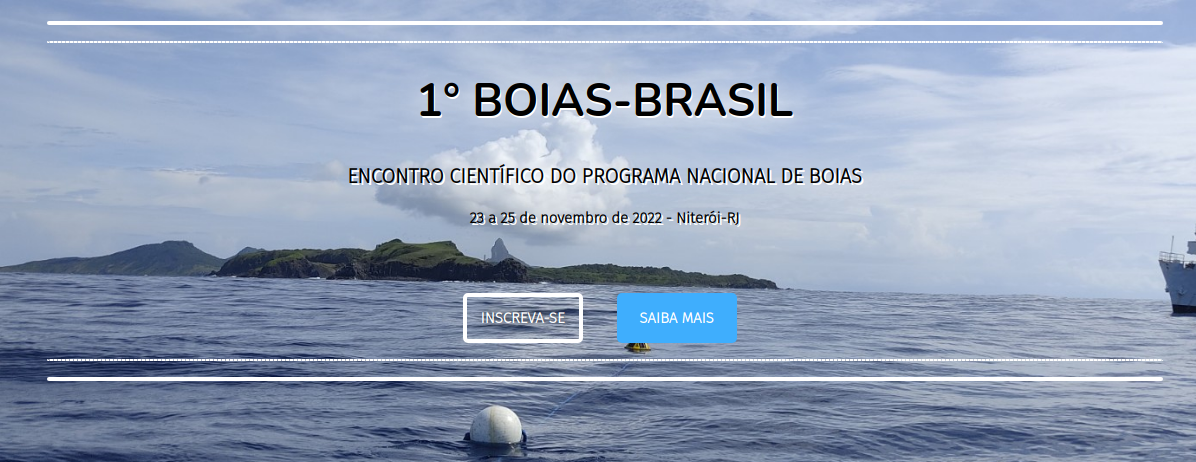 1° BOIAS-BRASIL
ENCONTRO CIENTÍFICO DO PROGRAMA NACIONAL DE BOIAS
23 a 25 de novembro de 2022 - Niterói-RJ
INSCREVA-SE
SAIBA MAIS